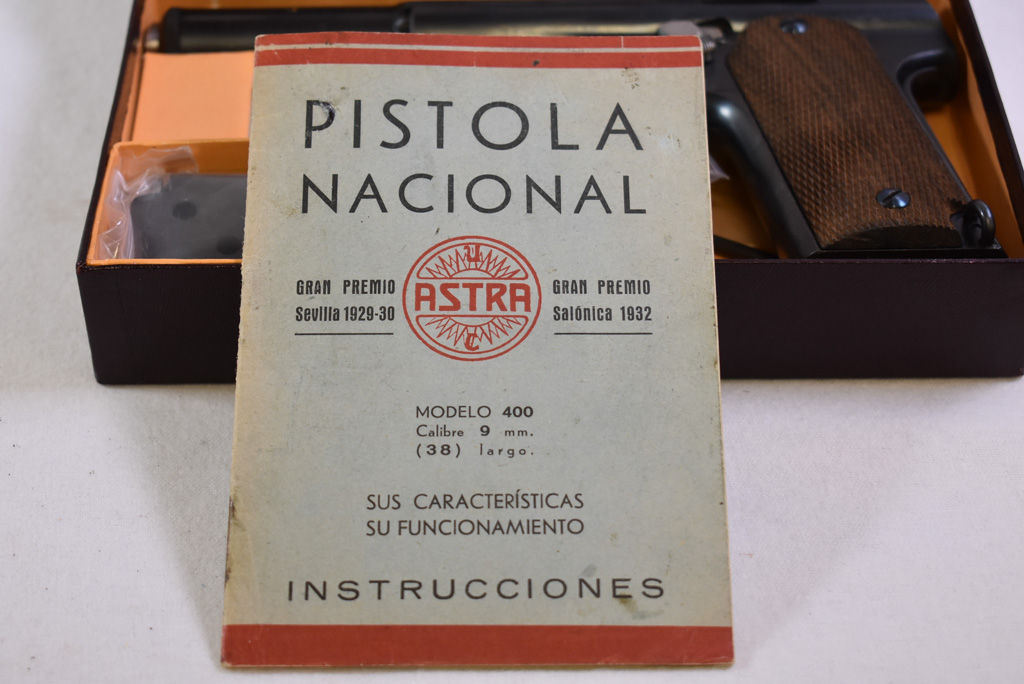 PISTOLA
NACIONAL
GRAN PREMIO
Sevilla 1929-30
U
ASTRA
C
GRAN PREMIO
Salónica 1932
MODELO 400
Calibre 9 mm.
(38) largo.
SUS CARACTERÍSTICAS
SU FUNCIONAMIENTO
INSTRUCCIONES